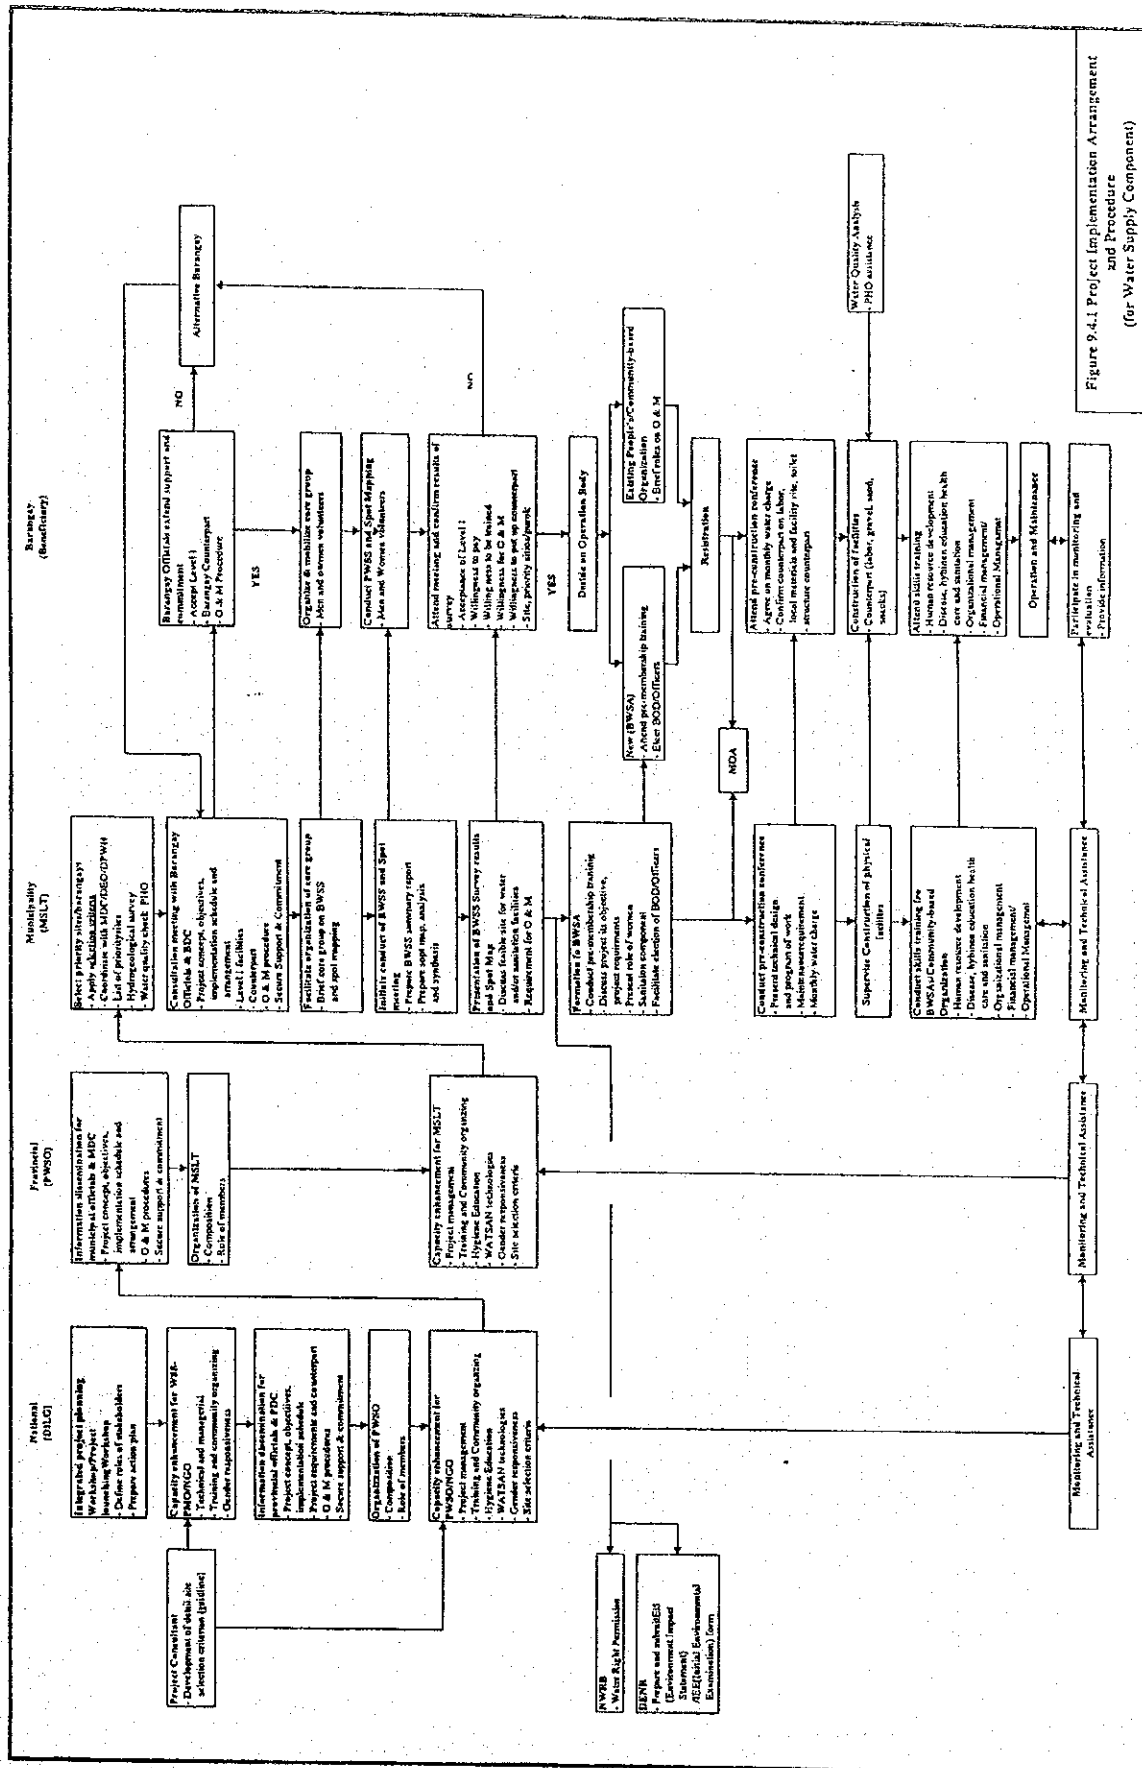 National
[DILG]
Integrated project planning
Workshop/Project
launching Workshop
- Define roles of stakeholders
- Prepare action plan
Project Consultant
- Development of detail site
selection criterion (guidline)
Capacity enhancement for WSS-
PMO/NGO
- Technical and managerial
- Training and community organizing
- Gender responsiveness
Information dissemination for
provincial officials & PDC
- Project concept, objectives,
implementation schedule
- Project requirements and counterpart
- O & M procedures
- Secure support & commitment
Organization of PWSO
- Composition
- Role of members
Capacity enhancement for
PWSO/NGO
- Project management
- Training and Community organizing
- Hygiene Education
- WATSAN technologies
- Gender responsiveness
- Site selection criteria
NWRB
- Water Right Permission
DENR
- Prepare and submit EIS
(Environment Impact
Statement)
/IEE(Initial Environmental
Examination) form
Monitoring and Technical
Assistance
Provincial
[PWSO]
Information dissemination for
municipal officials & MDC
- Project concept, objectives,
implementation schedule and
arrangement
- O & M procedures
- Secure support & commitment
Organization of MSLT
- Composition
- Role of members
Capacity enhancement for MSLT
- Project management
- Training and Community organizing
- Hygiene Education
- WATSAN technologies
- Gender responsiveness
- Site selection criteria
Monitoring and Technical Assistance
Municipality
(MSLT)
Select priority sites/barangays
- Apply selection criteria
- Coordinate with MDC/DEO/DPWH
- List of priority sites
- Hydrogeological survey
- Water quality check PHO
Consultation meeting with Barangay
Officials & BDC
- Project concept, objectives,
implementation schedule and
arrangement
- Level I facilities
- Counterpart
- O & M procedure
- Secure Support & Commitment
Facilitate organization of core group
- Brief core group on BWSS
and spot mapping
Initiate conduct of BWSS and Spot
meeting
- Prepare BWSS summary report
- Prepare sopt map, analysis
and synthesis
Presentation of BWSS Survey results
and Spot Map
- Discuss fasible site for water
and/or sanitation facilities
- Requirement for O & M
Formation fo BWSA
- Conduct pre-membership training
- Discuss project its objective,
project requirements
- Present role of women
- Sanitation component
- Facilitate election of BOD/Officers
MOA
Conduct pre-construction conference
- Present technical design
and program of work
- Maintenancerequirement
- Monthly water charge
Supervise Construction of physical
facilities
Conduct skills training for
BWSAs/Community-based
Organization
- Human resource development
- Disease, hybinen education health
care and sanitation
- Organizational management
- Financial management/
- Operational Management
Monitoring and Technical Assistance
Barangay
(Beneficiary)
Barangay Officials extend support and
commitment
- Accept Level I
- Barangay Counterpart
- O & M Procedure
NO
Alternative Barangay
YES
Organize & mobilize core group
- Men and women volunteers
Conduct BWSS and Spot Mapping
- Men and Women volunteers
Attend meeting and confirm results of
survey
- Acceptance of Level I
- Willingness to pay
- Willingness to be trained
- Willingness for O & M
- Willingness to put up counterpart
- Site, priority sitios/purok
NO
YES
Decide on Operation Body
New [BWSA]
- Attend pre-membership training
- Elect BOD/Officers
Existing People's/Community-based
Organization
- Brief roles on O & M
Resistration
Attend pre-construction conference
- Agree on monthly water charge
- Confirm counterpart on labor,
local materials and facility site, toilet
- structure counterpart
Water Quality Analysis
- PHO assistance
Construction of facilities
- Counterpart (labor, gravel, sand,
snacks)
Attend skills training
- Human resource development
- Disease, hybinen education health
care and sanitation
- Organizational management
- Financial management/
- Operational Managemet
Operation and Maintenance
Participate in monitoring and
evaluation
- Provide information
Figure 9.4.1 Project Implementation Arrangement
and Procedure
(for Water Supply Component)